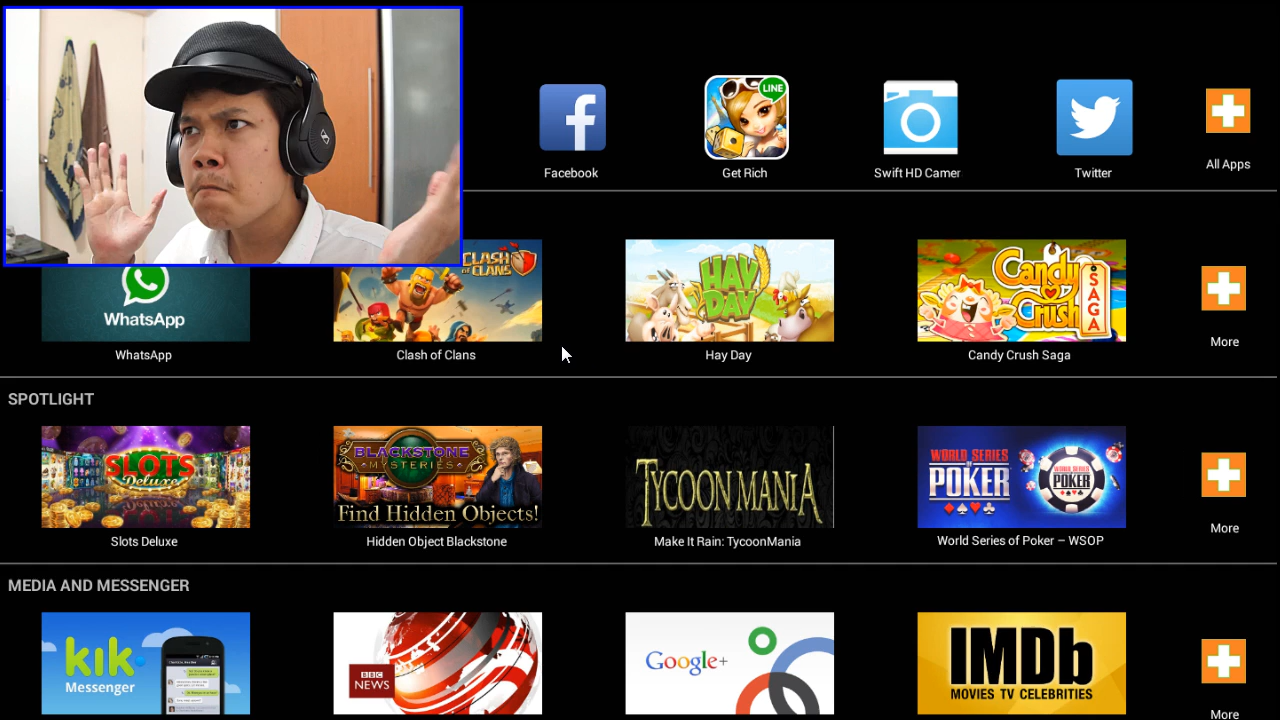 LINE
Facebook
Get Rich
Swift HD Camer
Twitter
All Apps
WhatsApp
CLASH
OF CLANS
HAY
DAY
Candy
Crush
SAGA
WhatsApp
Clash of Clans
Hay Day
Candy Crush Saga
More
SPOTLIGHT
SLOTS
Deluxe
BLACKSTONE
MYSTERIES
Find Hidden Objects!
TYCOON MANIA
WORLD SERIES
OF
POKER
WORLD SERIES
POKER
Slots Deluxe
Hidden Object Blackstone
Make It Rain: TycoonMania
World Series of Poker – WSOP
More
MEDIA AND MESSENGER
kik
Messenger
BBC
NEWS
Google+
IMDb
MOVIES TV CELEBRITIES
More